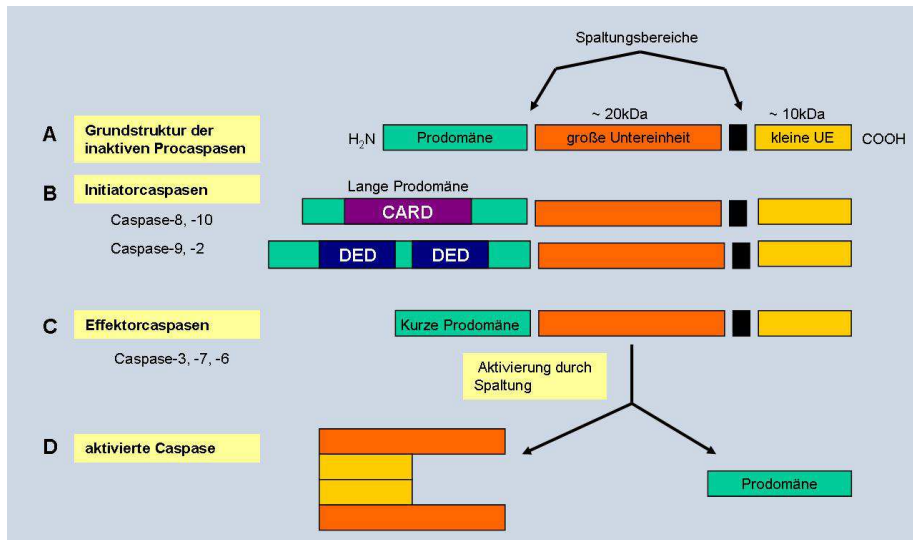 Spaltungsbereiche
~ 20kDa
~ 10kDa
A
Grundstruktur der
inaktiven Procaspasen
H₂N
Prodomäne
große Untereinheit
kleine UE
COOH
B
Initiatorcaspasen
Lange Prodomäne
Caspase-8, -10
CARD
Caspase-9, -2
DED
DED
C
Effektorcaspasen
Kurze Prodomäne
Caspase-3, -7, -6
Aktivierung durch
Spaltung
D
aktivierte Caspase
Prodomäne